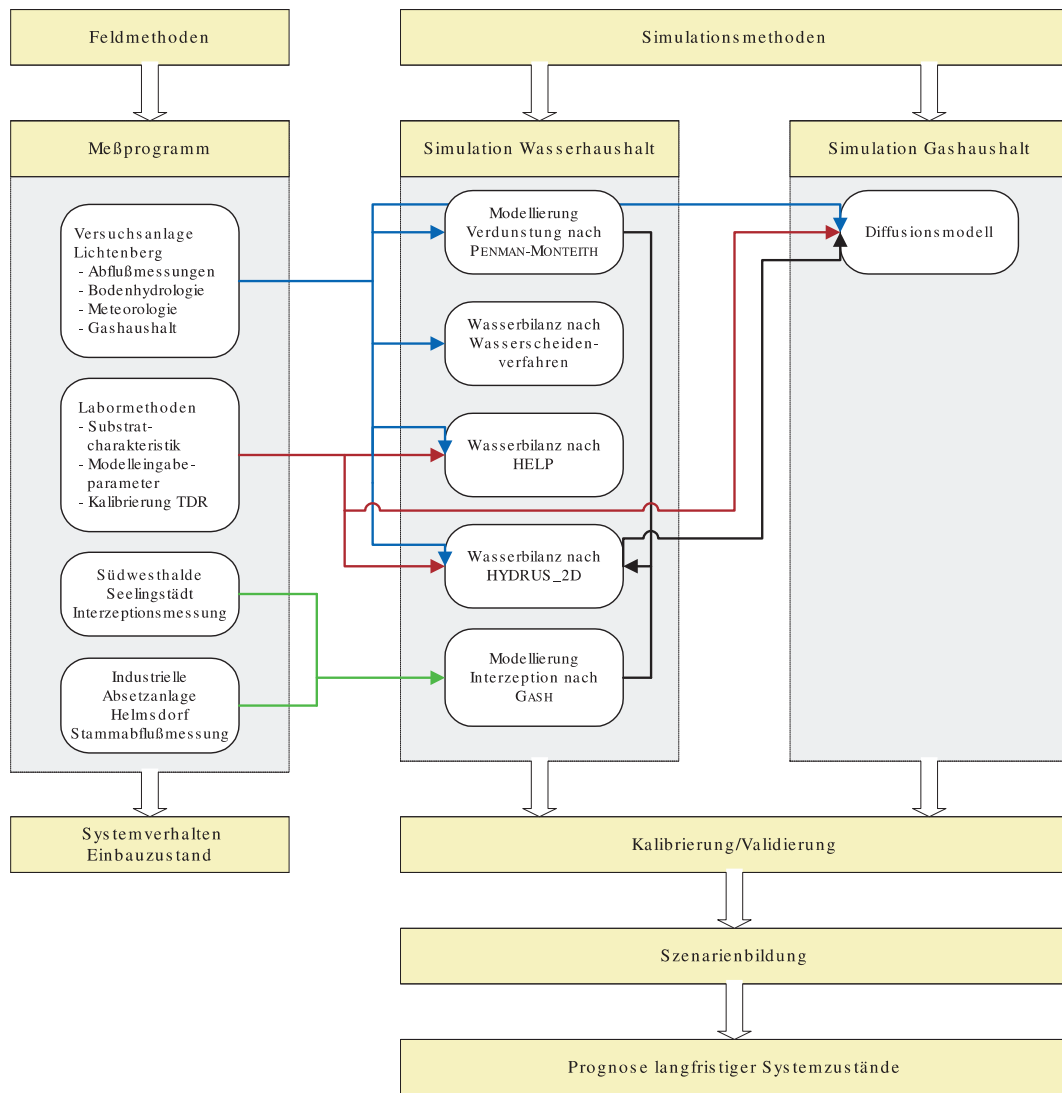 Feldmethoden
Simulationsmethoden
Meßprogramm
Simulation Wasserhaushalt
Simulation Gashaushalt
Versuchsanlage
Lichtenberg
- Abflußmessungen
- Bodenhydrologie
- Meteorologie
- Gashaushalt
Labormethoden
- Substrat-
charakteristik
- Modelleingabe-
parameter
- Kalibrierung TDR
Südwesthalde
Seelingstädt
Interzeptionsmessung
Industrielle
Absetzanlage
Helmsdorf
Stammabflußmessung
Modellierung
Verdunstung nach
PENMAN-MONTEITH
Wasserbilanz nach
Wasserscheiden-
verfahren
Wasserbilanz nach
HELP
Wasserbilanz nach
HYDRUS_2D
Modellierung
Interzeption nach
GASH
Diffusionsmodell
Systemverhalten
Einbauzustand
Kalibrierung/Validierung
Szenarienbildung
Prognose langfristiger Systemzustände